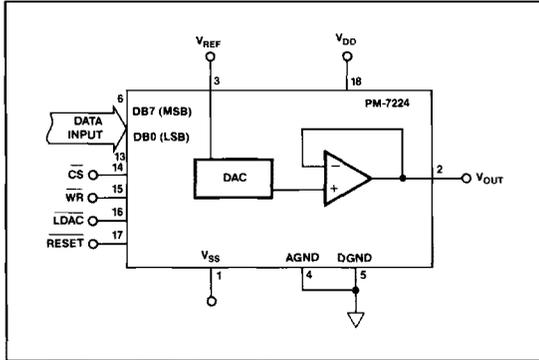 VREF
VDD
3
18
PM-7224
6
DB7 (MSB)
DATA
INPUT
DB0 (LSB)
13
14
CS
15
WR
16
LDAC
17
RESET
DAC
−
+
2
VOUT
VSS
AGND
DGND
1
4
5